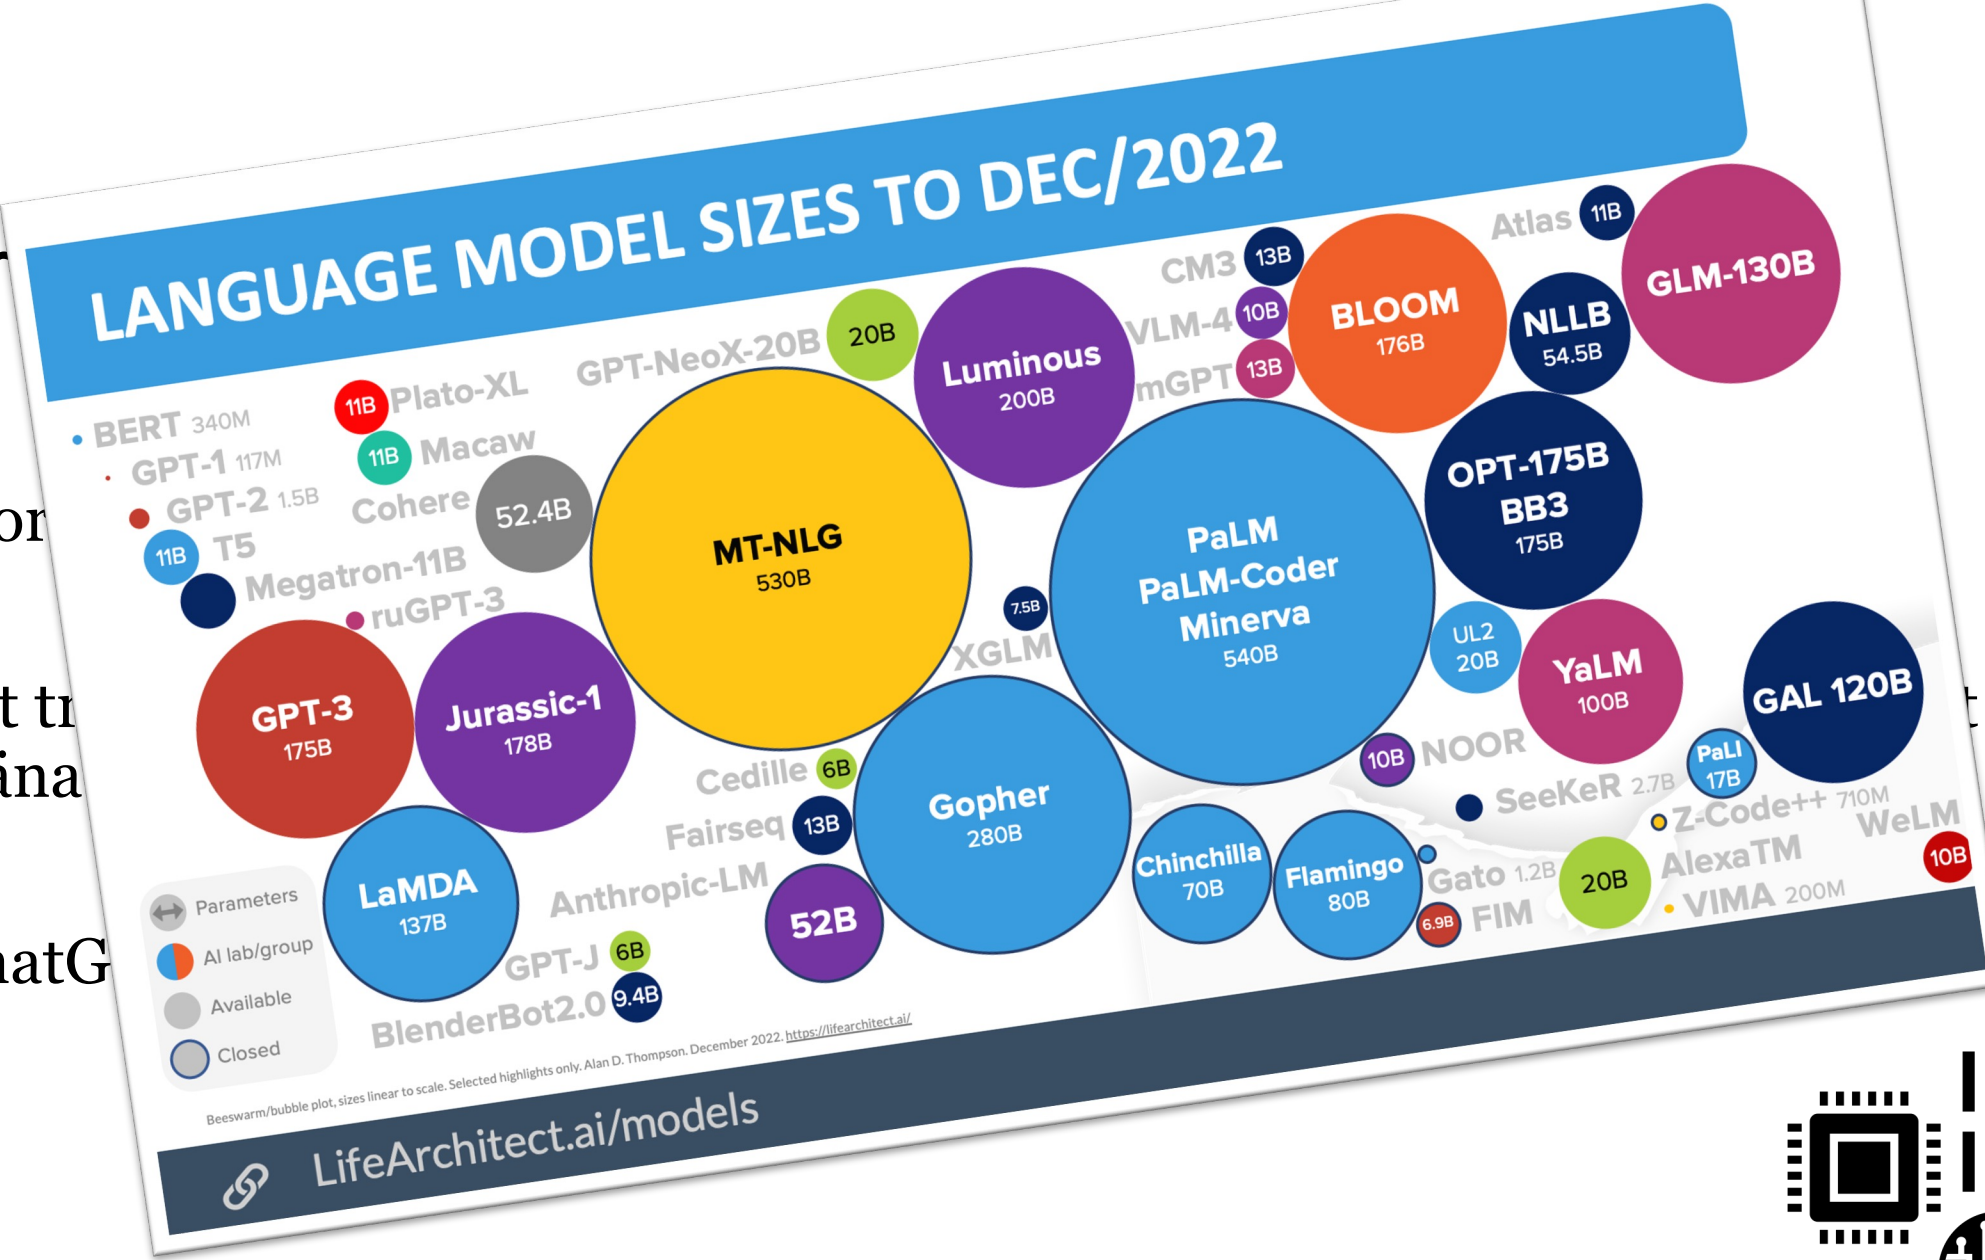 LANGUAGE MODEL SIZES TO DEC/2022
BERT 340M
GPT-1 117M
GPT-2 1.5B
11B T5
Megatron-11B
ruGPT-3
11B Plato-XL
11B Macaw
Cohere 52.4B
GPT-NeoX-20B 20B
Luminous
200B
CM3 13B
VLM-4 10B
mGPT 13B
BLOOM
176B
Atlas 11B
NLLB
54.5B
GLM-130B
MT-NLG
530B
PaLM
PaLM-Coder
Minerva
540B
OPT-175B
BB3
175B
7.5B
XGLM
UL2
20B
YaLM
100B
GAL 120B
GPT-3
175B
Jurassic-1
178B
LaMDA
137B
Cedille 6B
Fairseq 13B
Anthropic-LM
52B
GPT-J 6B
BlenderBot2.0 9.4B
Gopher
280B
Chinchilla
70B
Flamingo
80B
10B NOOR
SeeKeR 2.7B
PaLI
17B
Z-Code++ 710M
WeLM
10B
Gato 1.2B
6.9B FIM
20B AlexaTM
VIMA 200M
Parameters
AI lab/group
Available
Closed
Beeswarm/bubble plot, sizes linear to scale. Selected highlights only. Alan D. Thompson. December 2022. https://lifearchitect.ai/
LifeArchitect.ai/models